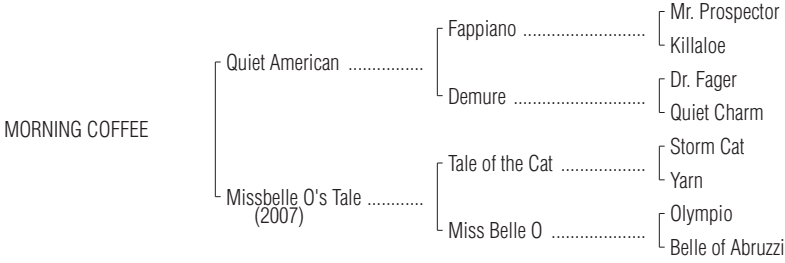 Mr. Prospector
Fappiano ..........................
Killaloe
Quiet American ................
Dr. Fager
Demure ............................
Quiet Charm
MORNING COFFEE
Storm Cat
Tale of the Cat ..................
Yarn
Missbelle O's Tale ............
(2007)
Olympio
Miss Belle O ....................
Belle of Abruzzi